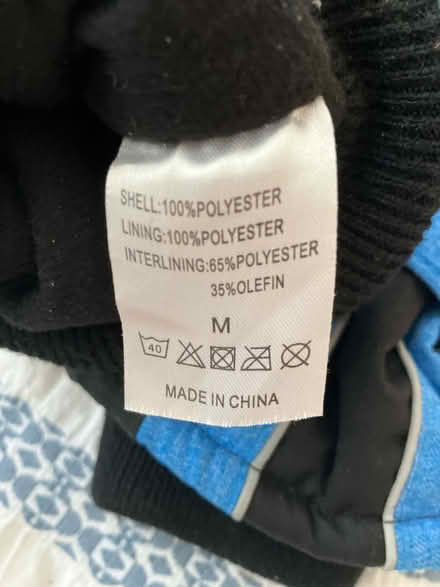 SHELL:100%POLYESTER
LINING:100%POLYESTER
INTERLINING:65%POLYESTER
35%OLEFIN
M
40
MADE IN CHINA